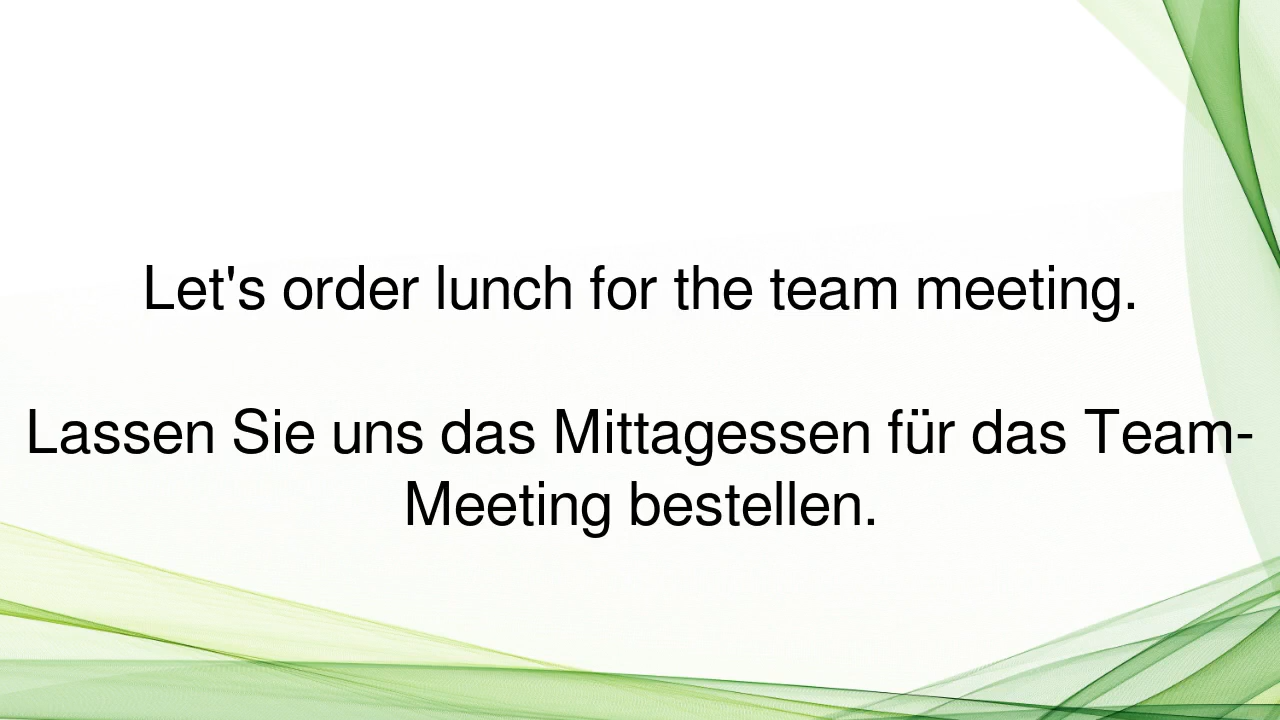 Let's order lunch for the team meeting.
Lassen Sie uns das Mittagessen für das Team-
Meeting bestellen.